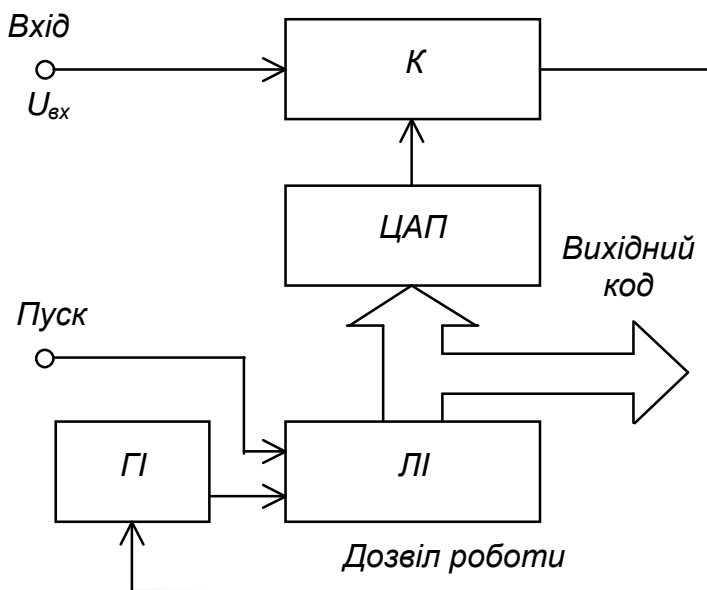 Вхід
К
Uвх
ЦАП
Вихідний
код
Пуск
ГІ
ЛІ
Дозвіл роботи